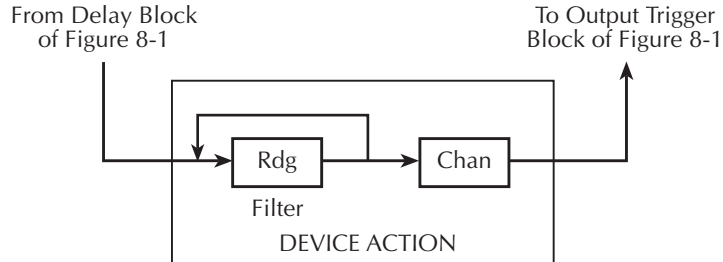 From Delay Block
of Figure 8-1
To Output Trigger
Block of Figure 8-1
Rdg
Chan
Filter
DEVICE ACTION